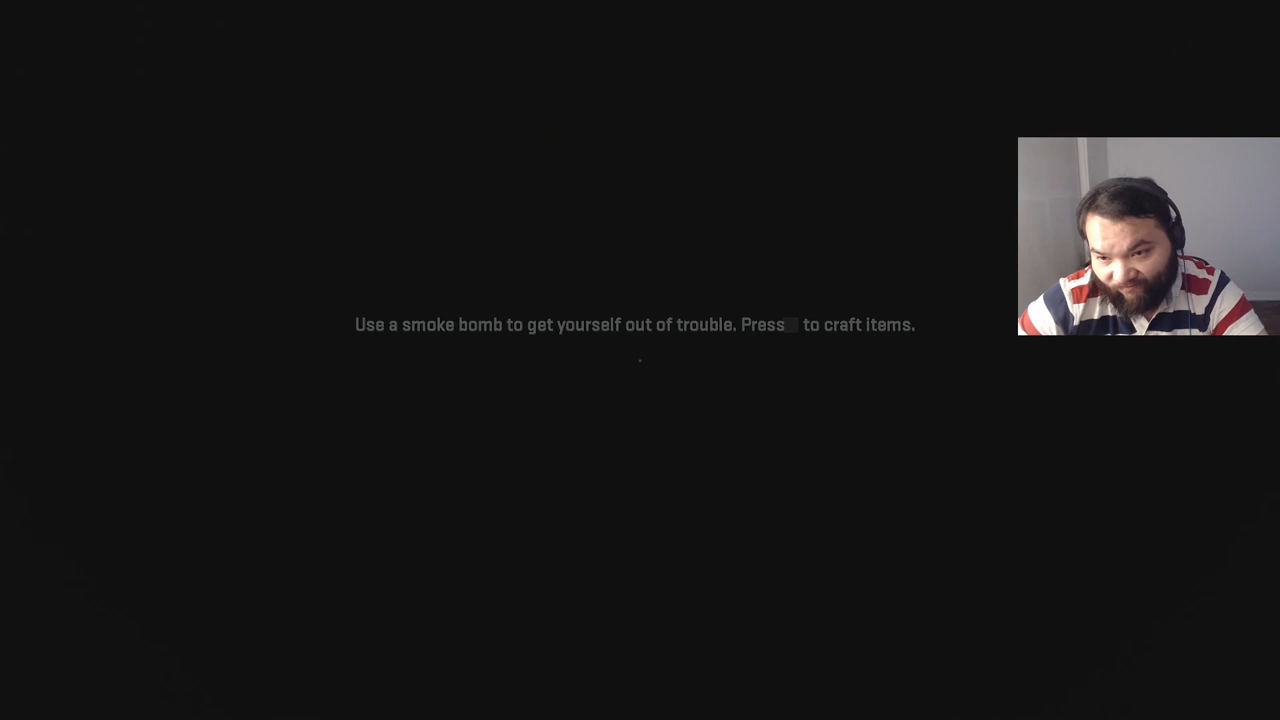 Use a smoke bomb to get yourself out of trouble. Press to craft items.